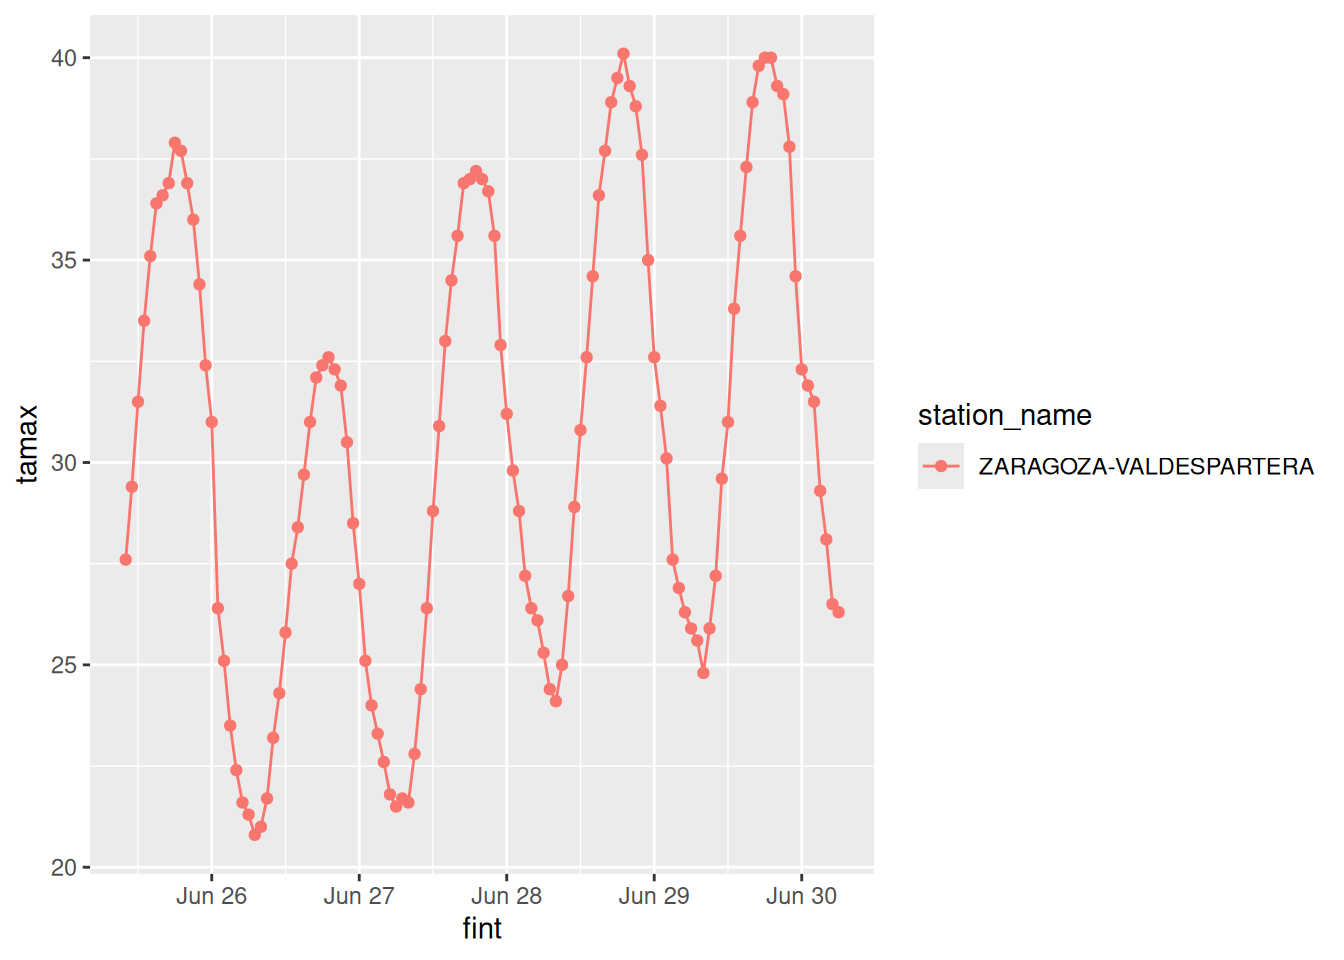 40
35
30
25
20
tamax
Jun 26
Jun 27
Jun 28
Jun 29
Jun 30
fint
station_name
ZARAGOZA-VALDESPARTERA